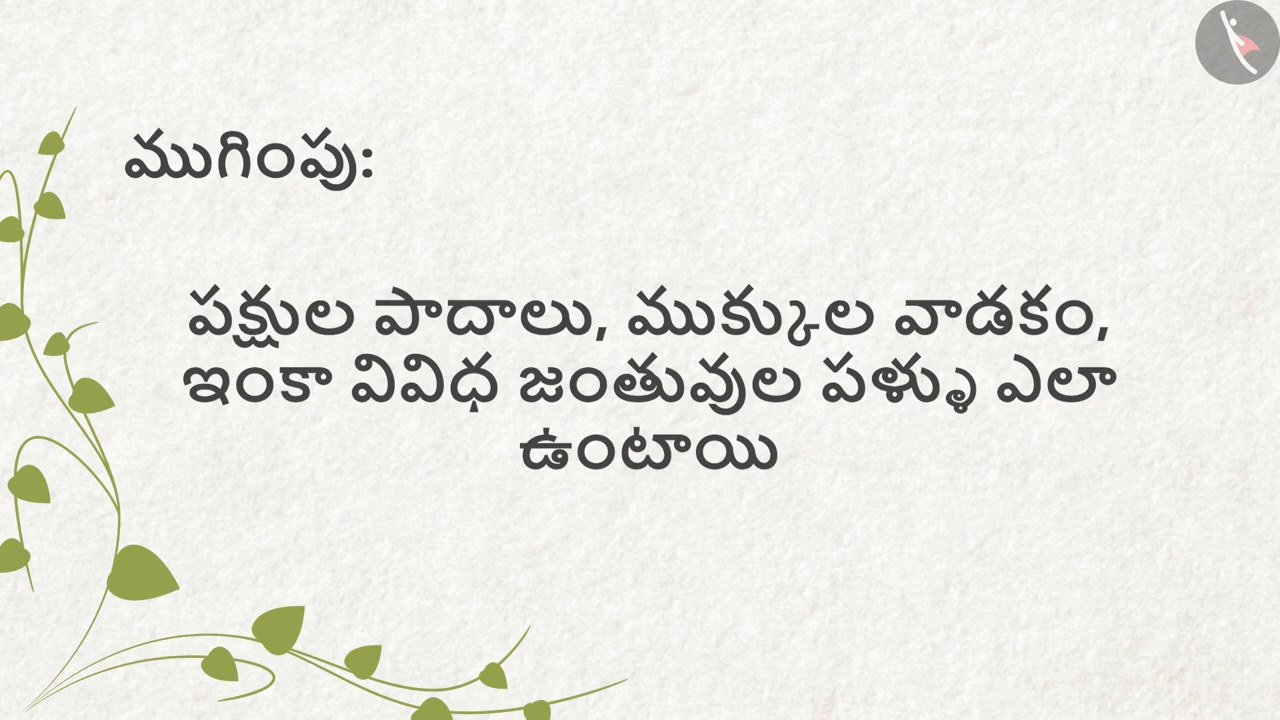 ముగింపు:
పక్షుల పాదాలు, ముక్కుల వాడకం,
ఇంకా వివిధ జంతువుల పళ్ళు ఎలా
ఉంటాయి